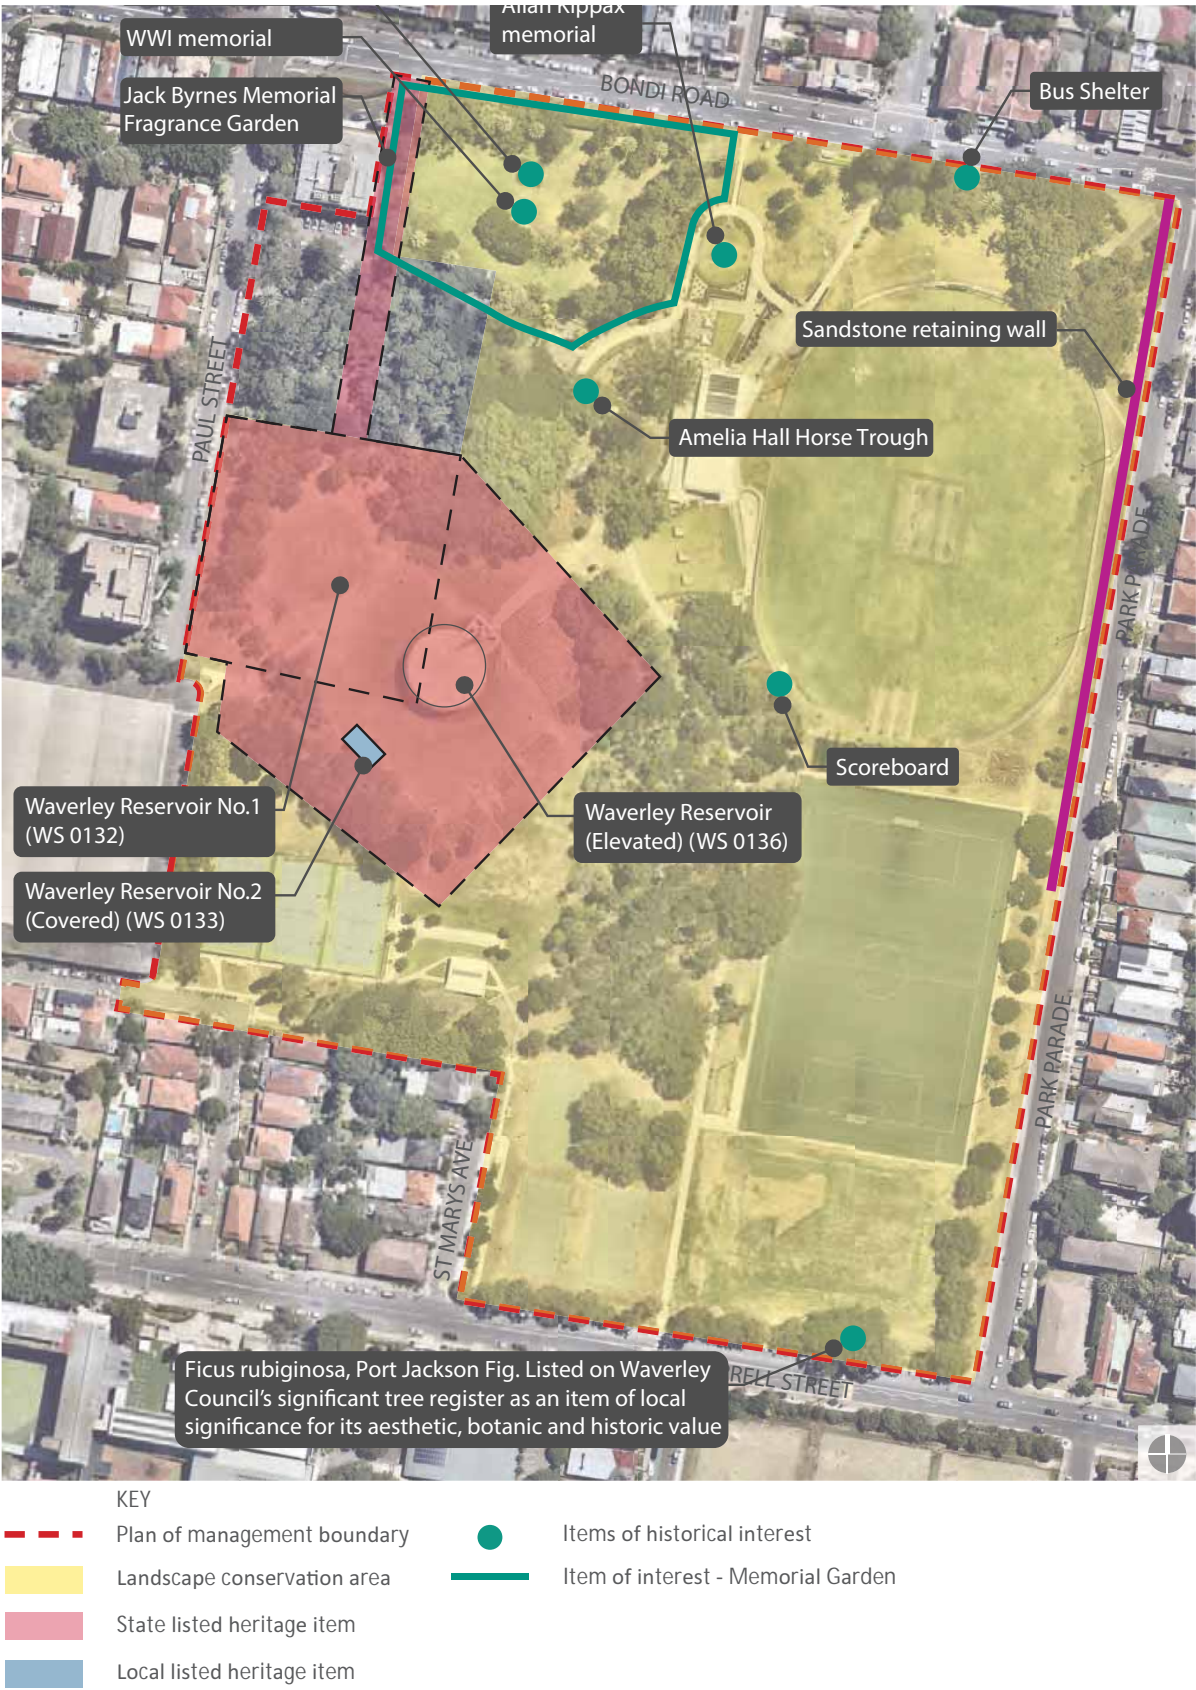 Allan Kippax
memorial
WWI memorial
BONDI ROAD
Jack Byrnes Memorial
Fragrance Garden
Bus Shelter
Sandstone retaining wall
PAUL STREET
Amelia Hall Horse Trough
PARK P ADE
Scoreboard
Waverley Reservoir No.1
(WS 0132)
Waverley Reservoir
(Elevated) (WS 0136)
Waverley Reservoir No.2
(Covered) (WS 0133)
PARK PARADE
ST MARYS AVE
Ficus rubiginosa, Port Jackson Fig. Listed on Waverley
Council's significant tree register as an item of local
significance for its aesthetic, botanic and historic value
RELL STREET
KEY
Plan of management boundary
Landscape conservation area
State listed heritage item
Local listed heritage item
Items of historical interest
Item of interest - Memorial Garden